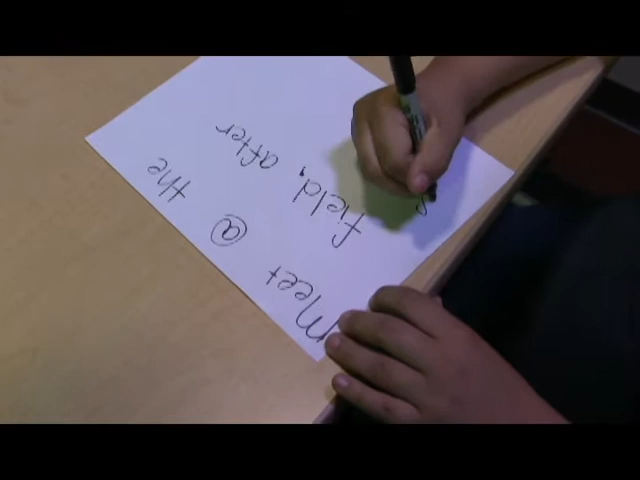 Meet @ the
field, after
s